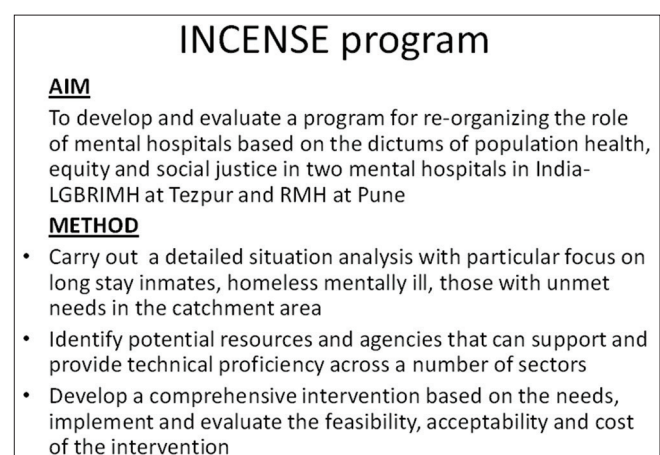 INCENSE program
AIM
To develop and evaluate a program for re-organizing the role
of mental hospitals based on the dictums of population health,
equity and social justice in two mental hospitals in India-
LGBRIMH at Tezpur and RMH at Pune
METHOD
• Carry out a detailed situation analysis with particular focus on
long stay inmates, homeless mentally ill, those with unmet
needs in the catchment area
• Identify potential resources and agencies that can support and
provide technical proficiency across a number of sectors
• Develop a comprehensive intervention based on the needs,
implement and evaluate the feasibility, acceptability and cost
of the intervention